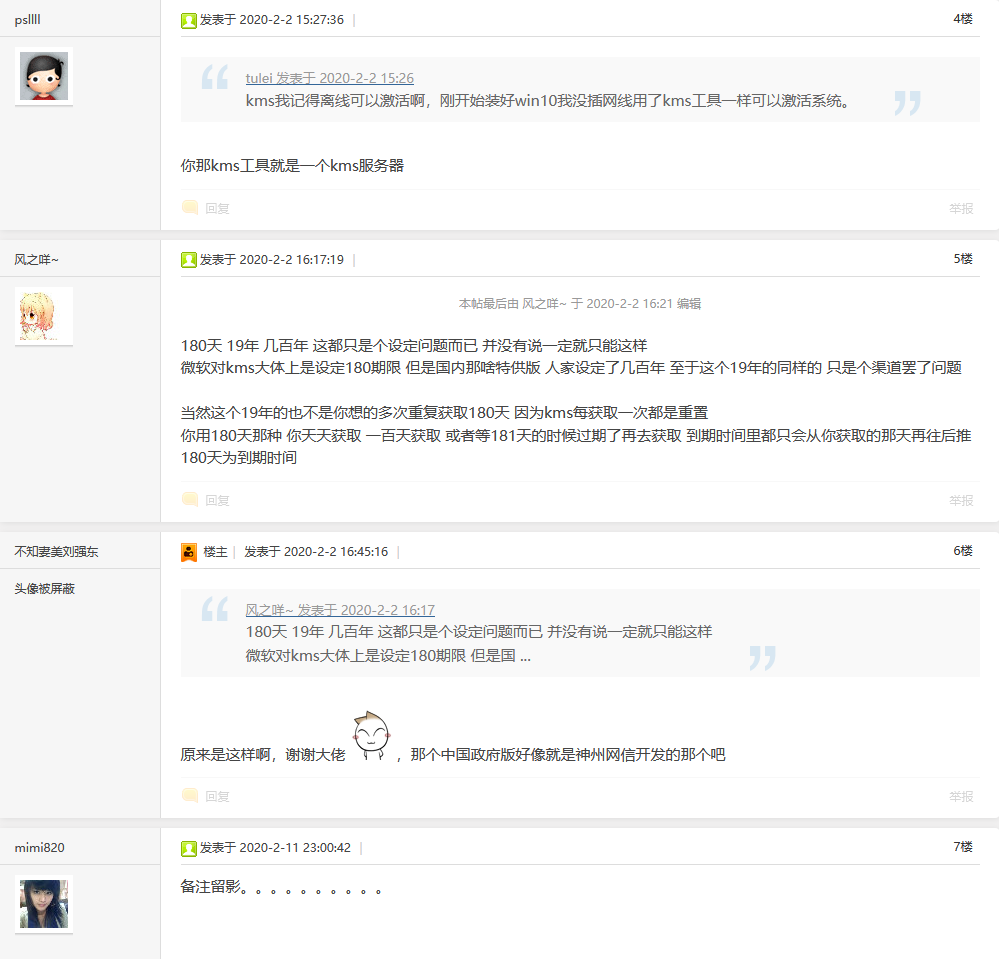 psllll
发表于 2020-2-2 15:27:36
4楼
tulei 发表于 2020-2-2 15:26
kms我记得离线可以激活啊，刚开始装好win10我没插网线用了kms工具一样可以激活系统。
你那kms工具就是一个kms服务器
回复
举报
风之咩~
发表于 2020-2-2 16:17:19
5楼
本帖最后由 风之咩~ 于 2020-2-2 16:21 编辑
180天 19年 几百年 这都只是个设定问题而已 并没有说一定就只能这样
微软对kms大体上是设定180期限 但是国内那啥特供版 人家设定了几百年 至于这个19年的同样的 只是个渠道罢了问题
当然这个19年的也不是你想的多次重复获取180天 因为kms每获取一次都是重置
你用180天那种 你天天获取 一百天获取 或者等181天的时候过期了再去获取 到期时间里都只会从你获取的那天再往后推
180天为到期时间
回复
举报
不知妻美刘强东
楼主
发表于 2020-2-2 16:45:16
6楼
头像被屏蔽
风之咩~ 发表于 2020-2-2 16:17
180天 19年 几百年 这都只是个设定问题而已 并没有说一定就只能这样
微软对kms大体上是设定180期限 但是国 ...
原来是这样啊，谢谢大佬 ，那个中国政府版好像就是神州网信开发的那个吧
回复
举报
mimi820
发表于 2020-2-11 23:00:42
7楼
备注留影。。。。。。。。。。